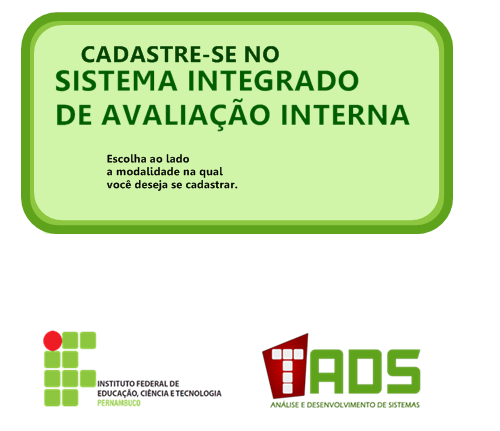 CADASTRE-SE NO
SISTEMA INTEGRADO
DE AVALIAÇÃO INTERNA
Escolha ao lado
a modalidade na qual
você deseja se cadastrar.
INSTITUTO FEDERAL DE
EDUCAÇÃO, CIÊNCIA E TECNOLOGIA
PERNAMBUCO
TADS
ANÁLISE E DESENVOLVIMENTO DE SISTEMAS